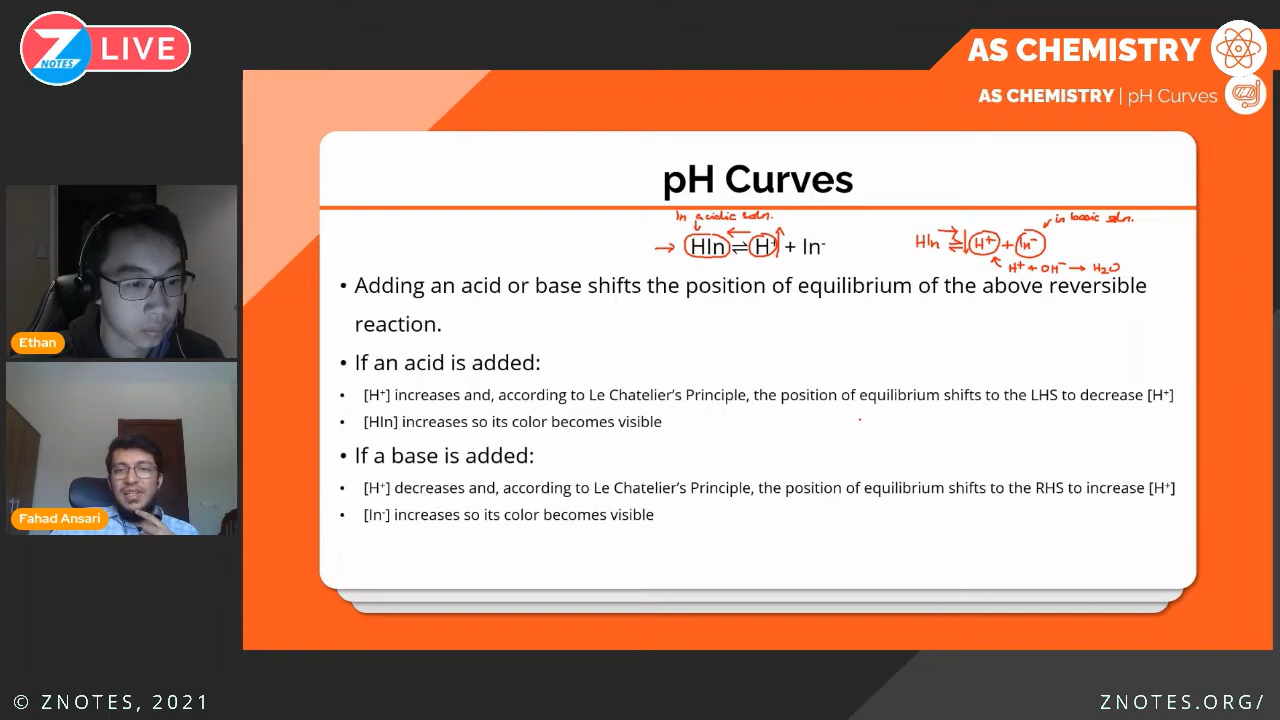 Z NOTES LIVE
AS CHEMISTRY
AS CHEMISTRY | pH Curves
pH Curves
In acidic soln.
in basic soln.
HIn ⇌ H⁺ + In⁻
HIn ⇌ H⁺ + In⁻
H⁺ + OH⁻ → H₂O
• Adding an acid or base shifts the position of equilibrium of the above reversible
reaction.
• If an acid is added:
• [H⁺] increases and, according to Le Chatelier’s Principle, the position of equilibrium shifts to the LHS to decrease [H⁺]
• [HIn] increases so its color becomes visible
• If a base is added:
• [H⁺] decreases and, according to Le Chatelier’s Principle, the position of equilibrium shifts to the RHS to increase [H⁺]
• [In⁻] increases so its color becomes visible
Ethan
Fahad Ansari
© ZNOTES, 2021
ZNOTES.ORG/